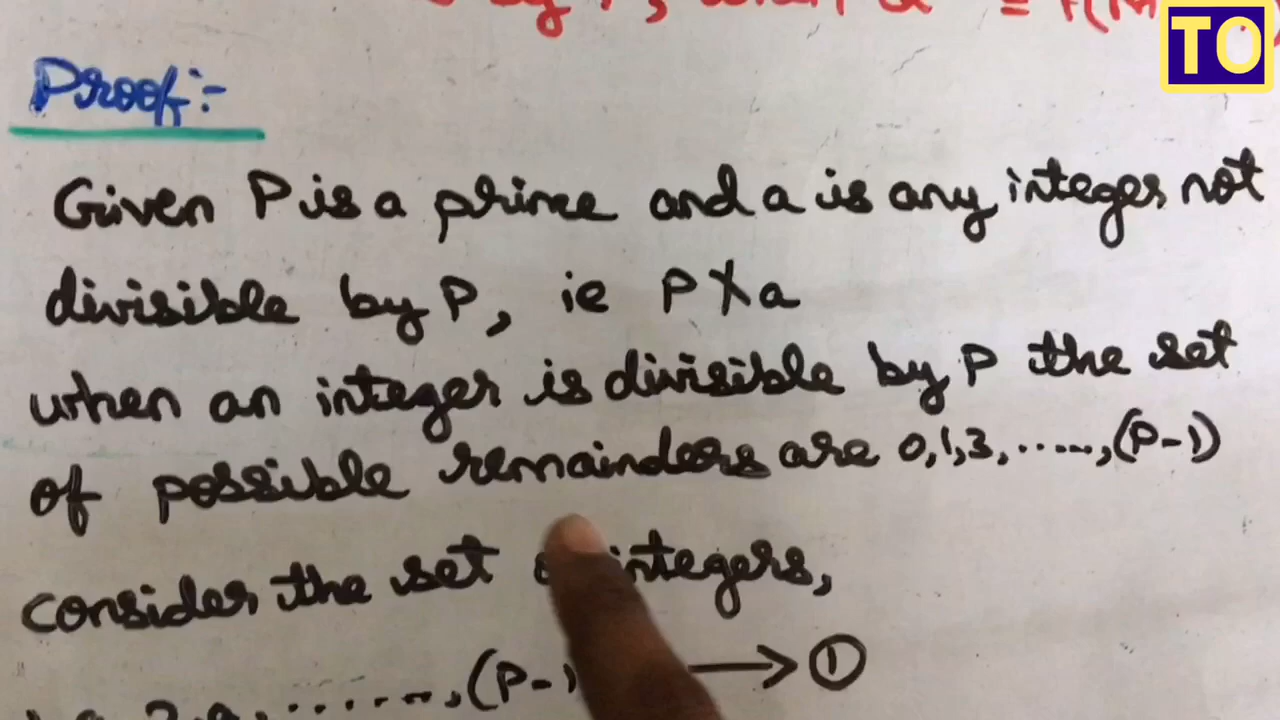 TO
Proof:-
Given P is a prime and a is any integer not
divisible by P, ie P∤a
when an integer is divisible by P the set
of possible remainders are 0,1,3,.....,(P-1)
consider the set integers,
.......,(P-1 → ①